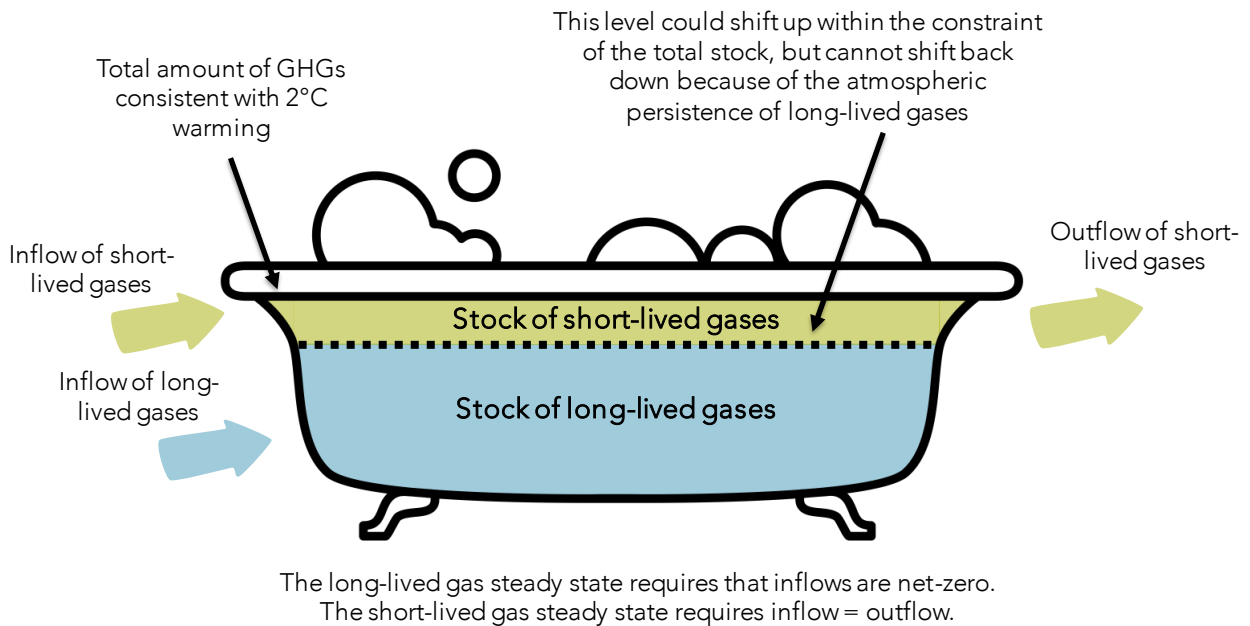 This level could shift up within the constraint
of the total stock, but cannot shift back
down because of the atmospheric
persistence of long-lived gases
Total amount of GHGs
consistent with 2°C
warming
Inflow of short-
lived gases
Outflow of short-
lived gases
Stock of short-lived gases
Inflow of long-
lived gases
Stock of long-lived gases
The long-lived gas steady state requires that inflows are net-zero.
The short-lived gas steady state requires inflow = outflow.